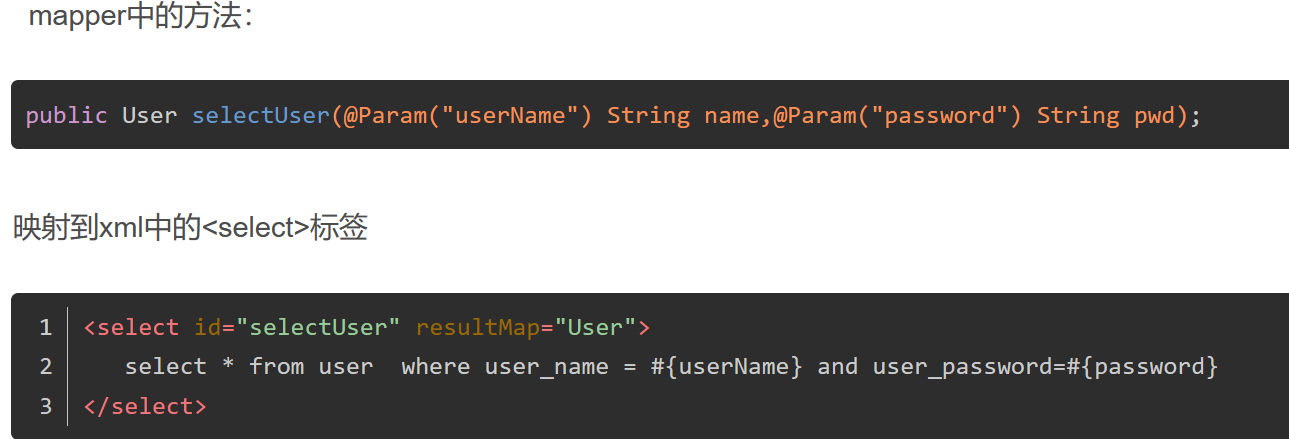 mapper中的方法：
public User selectUser(@Param("userName") String name,@Param("password") String pwd);
映射到xml中的<select>标签
1 <select id="selectUser" resultMap="User">
2    select * from user  where user_name = #{userName} and user_password=#{password}
3 </select>